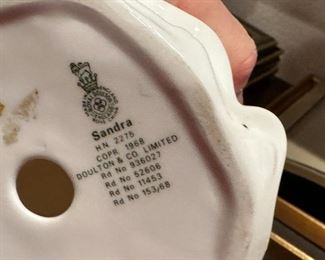 Sandra
H.N. 2275
COPR. 1968
DOULTON & CO. LIMITED
Rd No 936027
Rd No 52606
Rd No 11453
Rd No 153/68